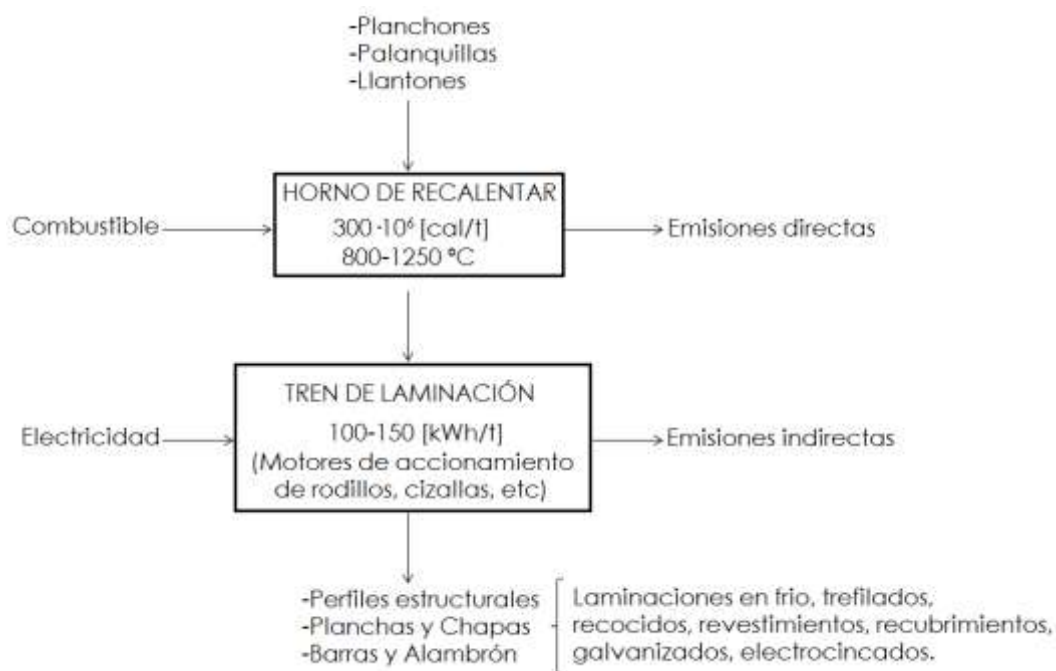 -Planchones
-Palanquillas
-Llantones
HORNO DE RECALENTAR
300·10⁶ [cal/t]
800-1250 ºC
Combustible
Emisiones directas
TREN DE LAMINACIÓN
100-150 [kWh/t]
(Motores de accionamiento
de rodillos, cizallas, etc)
Electricidad
Emisiones indirectas
-Perfiles estructurales
-Planchas y Chapas
-Barras y Alambrón
Laminaciones en frio, trefilados,
recocidos, revestimientos, recubrimientos,
galvanizados, electrocincados.